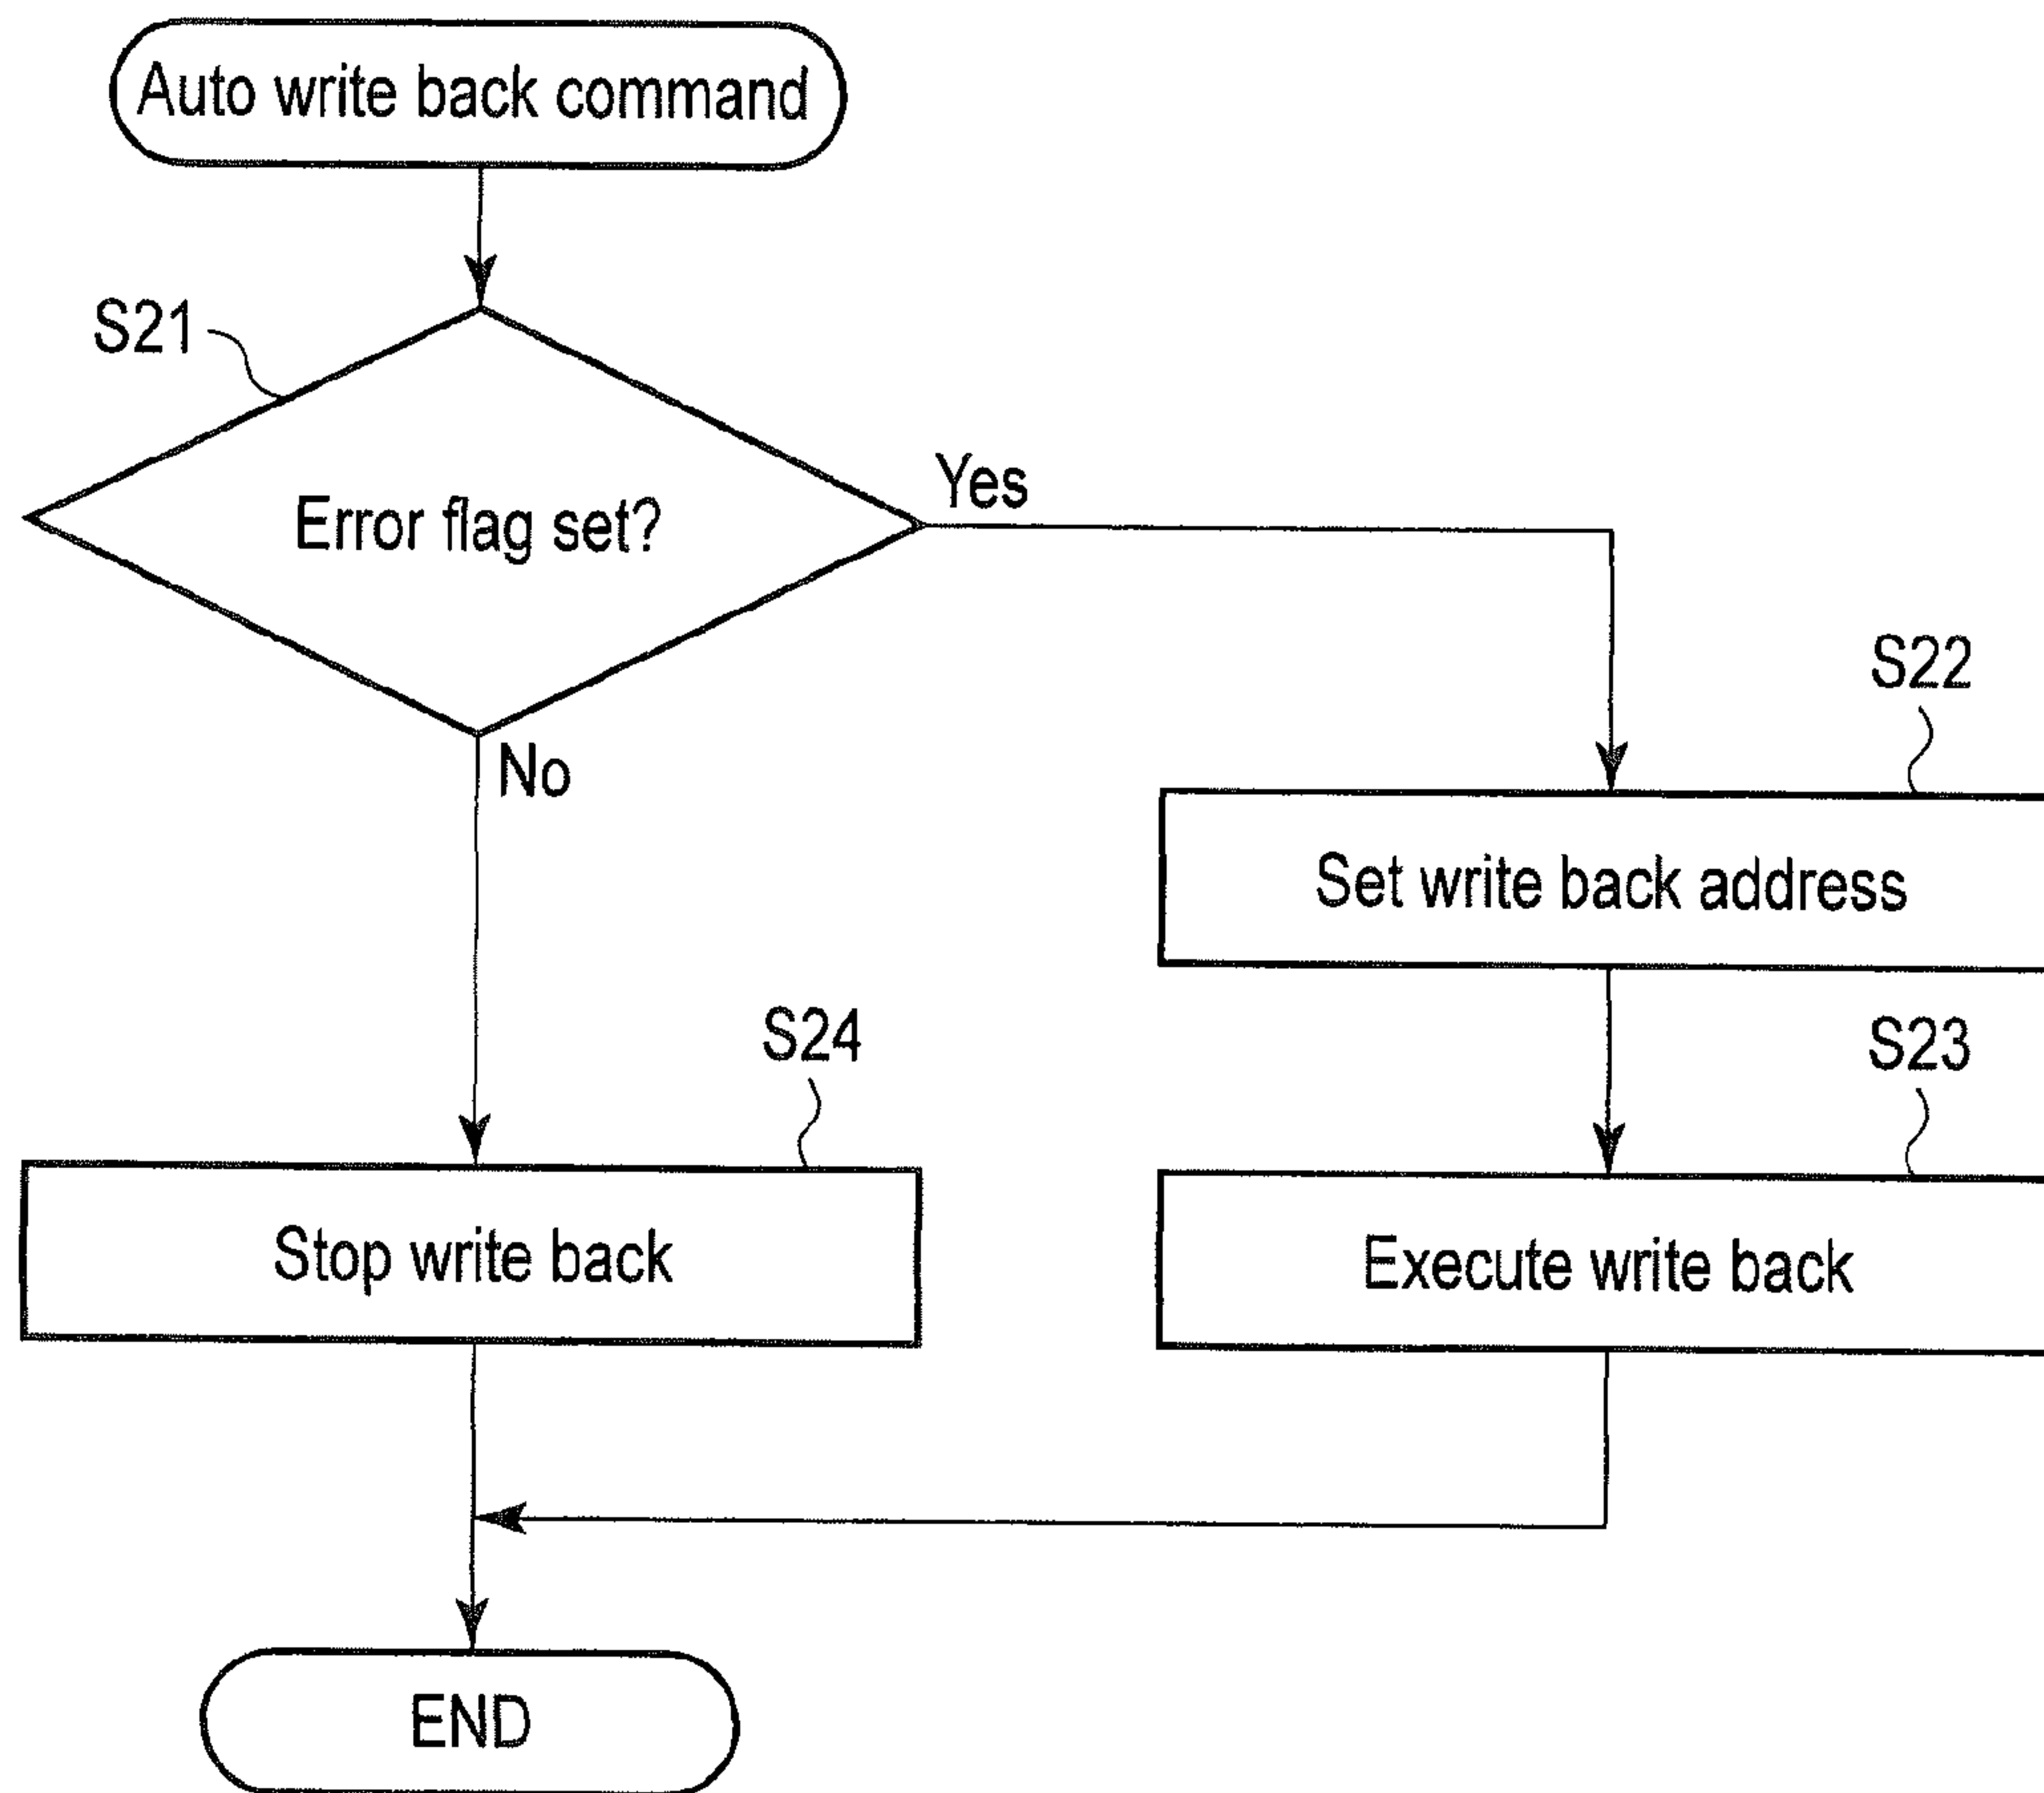 Auto write back command
S21
Error flag set?
Yes
No
S22
Set write back address
S24
S23
Stop write back
Execute write back
END